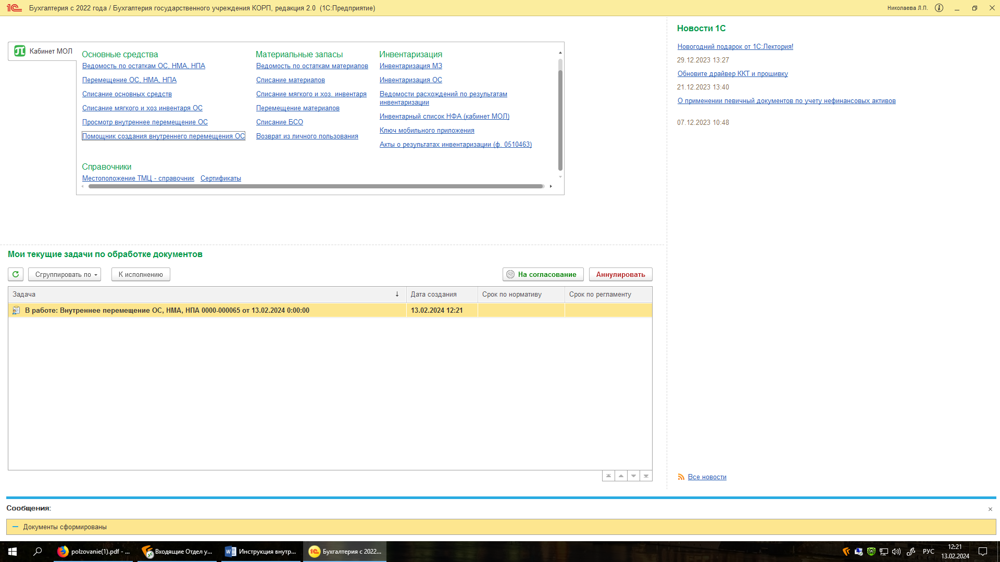 Бухгалтерия с 2022 года / Бухгалтерия государственного учреждения КОРП, редакция 2.0 (1С:Предприятие)
Николаева Л.П.
Кабинет МОЛ
Основные средства
Ведомость по остаткам ОС, НМА, НПА
Перемещение ОС, НМА, НПА
Списание основных средств
Списание мягкого и хоз инвентаря ОС
Просмотр внутреннее перемещение ОС
Помощник создания внутреннего перемещения ОС
Материальные запасы
Ведомость по остаткам материалов
Списание материалов
Списание мягкого и хоз. инвентаря
Перемещение материалов
Списание БСО
Возврат из личного пользования
Инвентаризация
Инвентаризация МЗ
Инвентаризация ОС
Ведомости расхождений по результатам
инвентаризации
Инвентарный список НФА (кабинет МОЛ)
Ключ мобильного приложения
Акты о результатах инвентаризации (ф. 0510463)
Справочники
Местоположение ТМЦ - справочник Сертификаты
Новости 1С
Новогодний подарок от 1С:Лектория!
29.12.2023 13:27
Обновите драйвер ККТ и прошивку
21.12.2023 13:40
О применении певичный документов по учету нефинансовых активов
07.12.2023 10:48
Все новости
Мои текущие задачи по обработке документов
Сгруппировать по К исполнению На согласование Аннулировать
Задача Дата создания Срок по нормативу Срок по регламенту
В работе: Внутреннее перемещение ОС, НМА, НПА 0000-000065 от 13.02.2024 0:00:00 13.02.2024 12:21
Сообщения:
Документы сформированы
polzovanie(1).pdf - ... Входящие Отдел у... Инструкция внутр... Бухгалтерия с 2022... РУС 12:21
13.02.2024